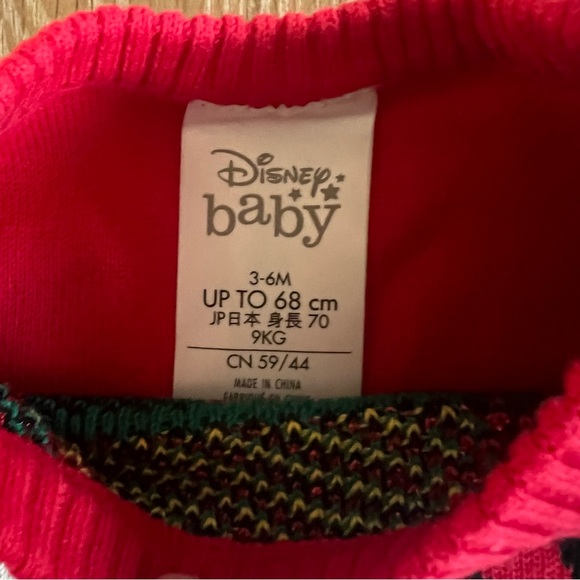 Disney
baby
3-6M
UP TO 68 cm
JP日本 身長 70
9KG
CN 59/44
MADE IN CHINA